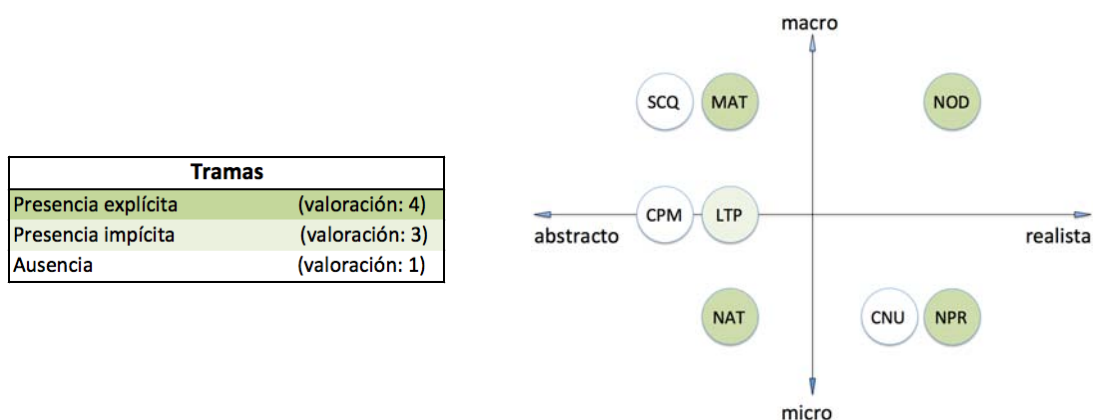 Tramas
Presencia explícita (valoración: 4)
Presencia impícita (valoración: 3)
Ausencia (valoración: 1)
macro
SCQ MAT NOD
CPM LTP
abstracto realista
NAT CNU NPR
micro